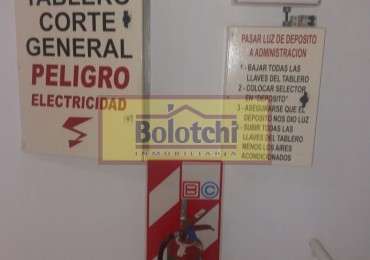 TABLERO
CORTE
GENERAL
PELIGRO
ELECTRICIDAD
PASAR LUZ DE DEPOSITO
A ADMINISTRACION
1 - BAJAR TODAS LAS
LLAVES DEL TABLERO
2 - COLOCAR SELECTOR
EN "DEPOSITO"
3 - ASEGURARSE QUE EL
DEPOSITO NOS DIO LUZ
4 - SUBIR TODAS LAS
LLAVES DEL TABLERO
MENOS LOS AIRES
ACONDICIONADOS
Bolotchi
INMOBILIARIA
B C